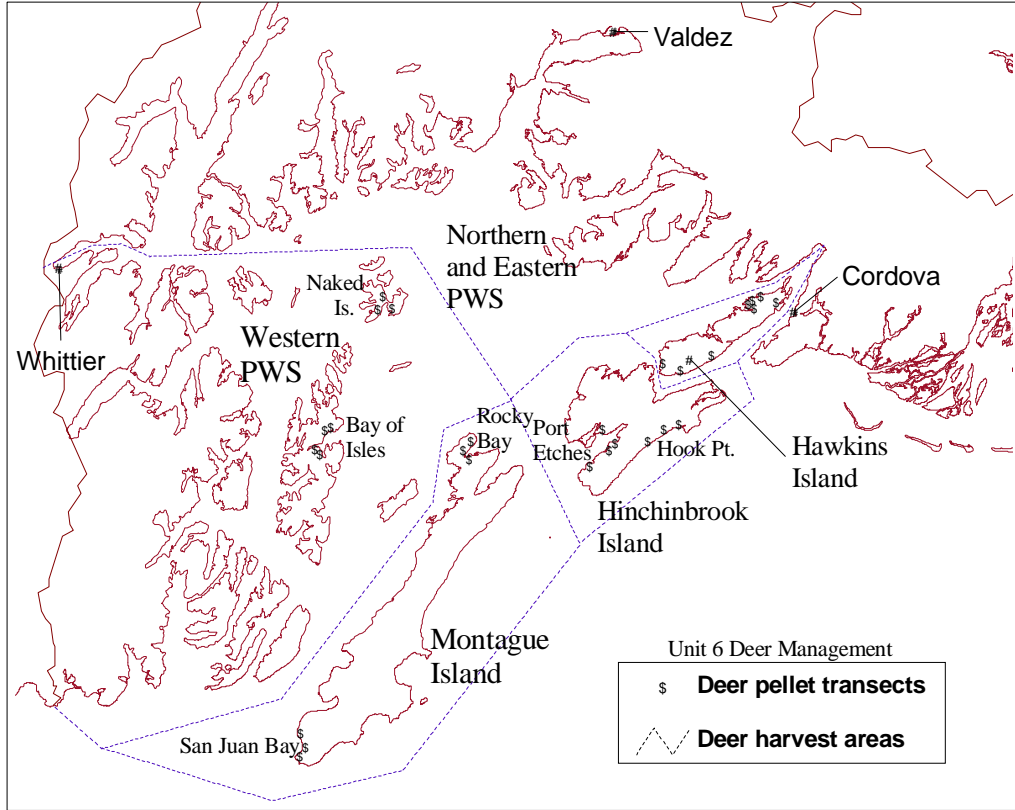 Valdez
Northern
and Eastern
PWS
Cordova
Naked
Is.
Western
PWS
Whittier
Bay of
Isles
Rocky
Bay
Port
Etches
Hook Pt.
Hawkins
Island
Hinchinbrook
Island
Montague
Island
San Juan Bay
Unit 6 Deer Management
$ Deer pellet transects
Deer harvest areas